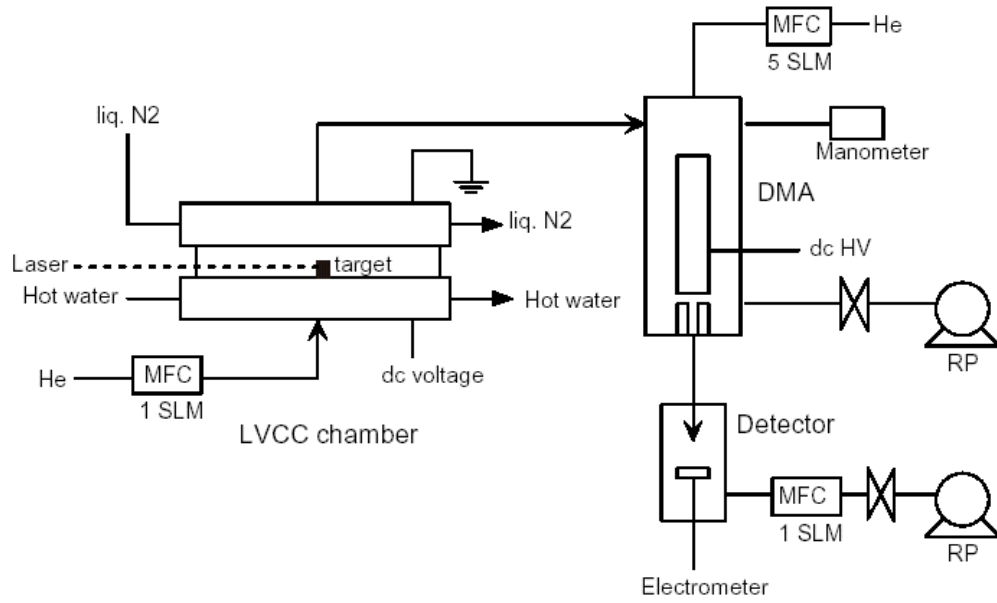 MFC
He
5 SLM
liq. N2
Manometer
DMA
liq. N2
dc HV
Laser
target
Hot water
Hot water
He
MFC
1 SLM
dc voltage
RP
LVCC chamber
Detector
MFC
1 SLM
RP
Electrometer